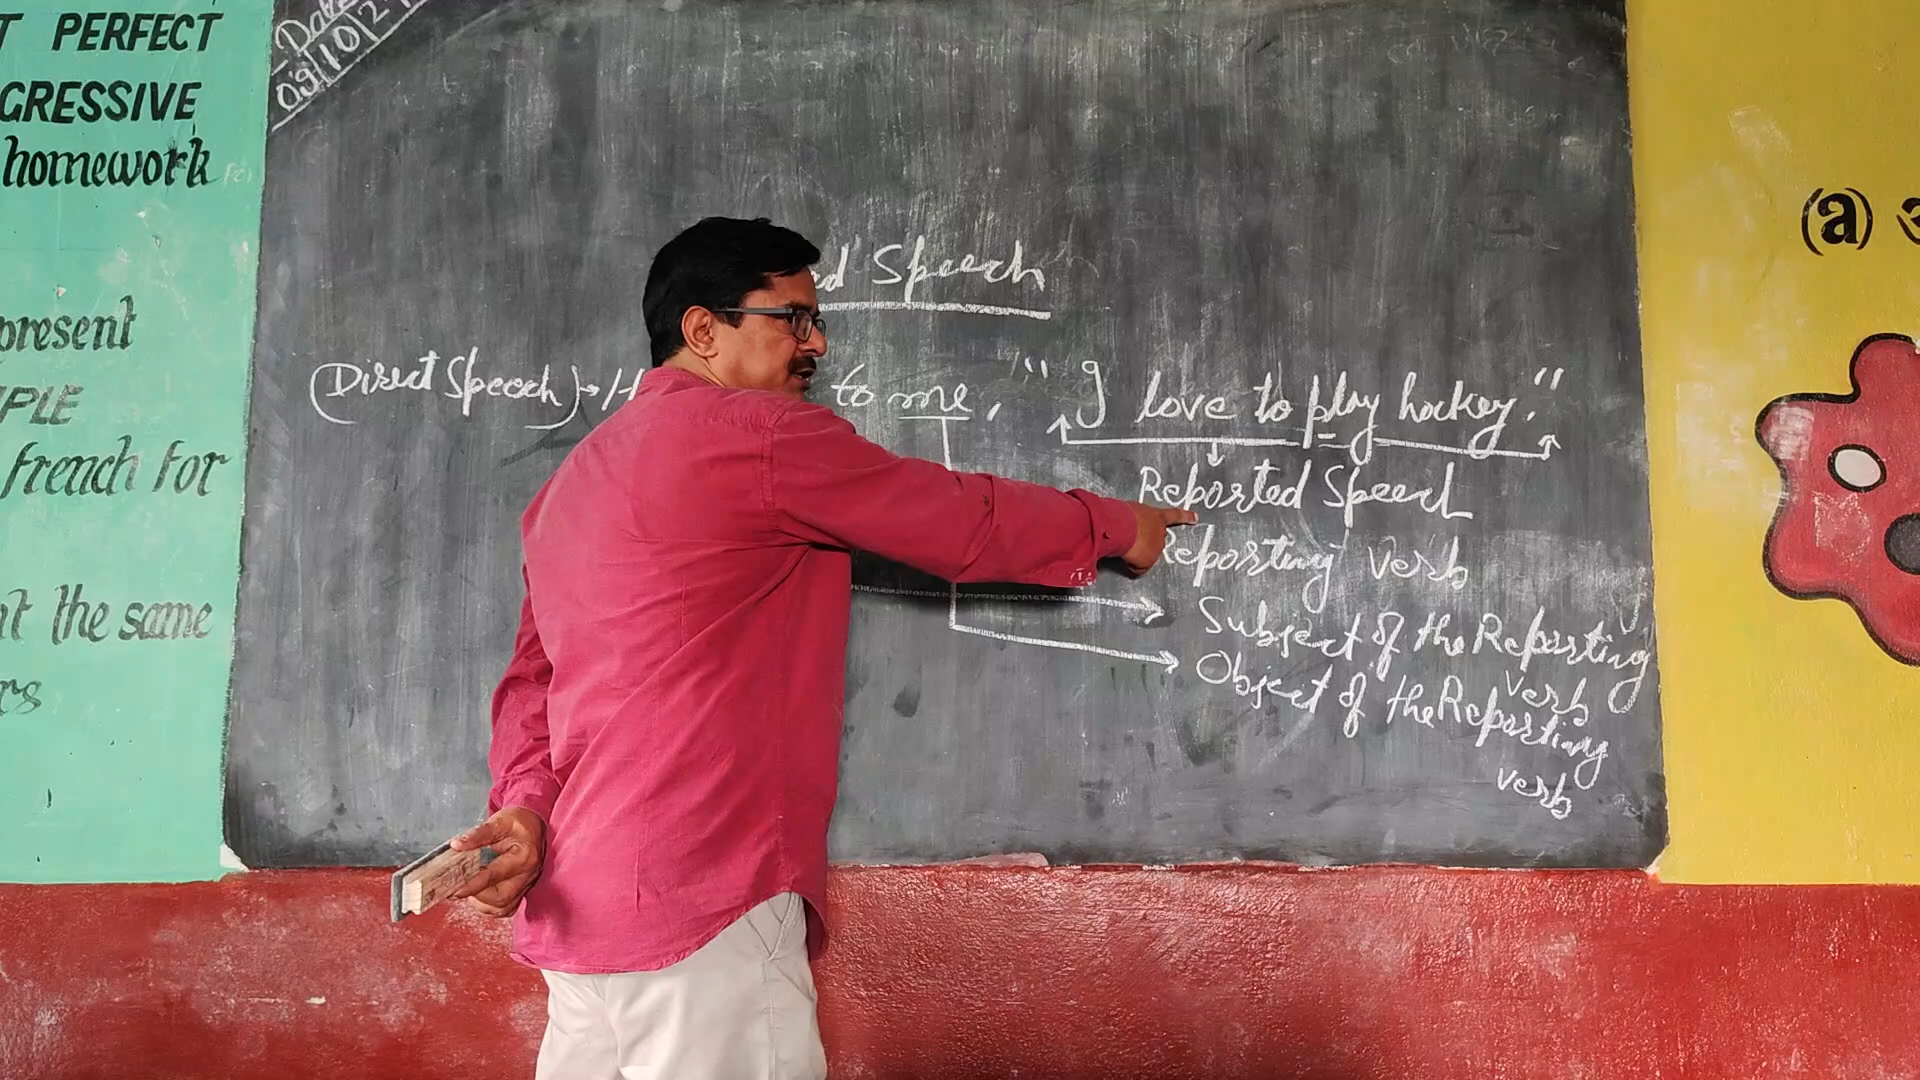 PERFECT
GRESSIVE
homework
present
PLE
french for
the same
rs
Date
09/10/2
ed Speech
(Direct Speech) → H to me, "I love to play hockey."
Reported Speech
Reporting verb
Subject of the Reporting
verb
Object of the Reporting
verb
(a)